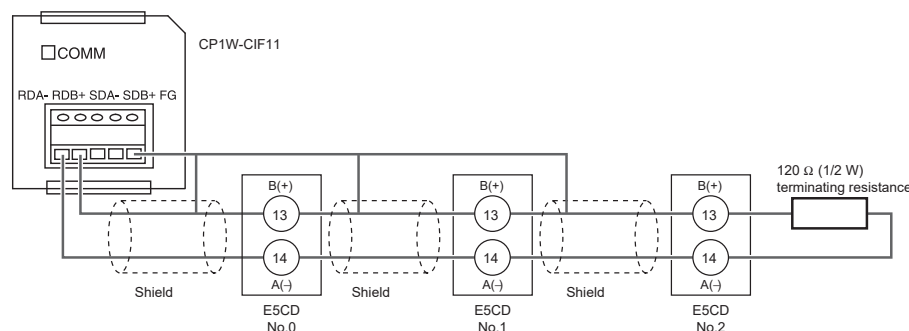 CP1W-CIF11
COMM
RDA- RDB+ SDA- SDB+ FG
B(+)
13
14
A(−)
E5CD
No.0
B(+)
13
14
A(−)
E5CD
No.1
B(+)
13
14
A(−)
E5CD
No.2
120 Ω (1/2 W)
terminating resistance
Shield
Shield
Shield